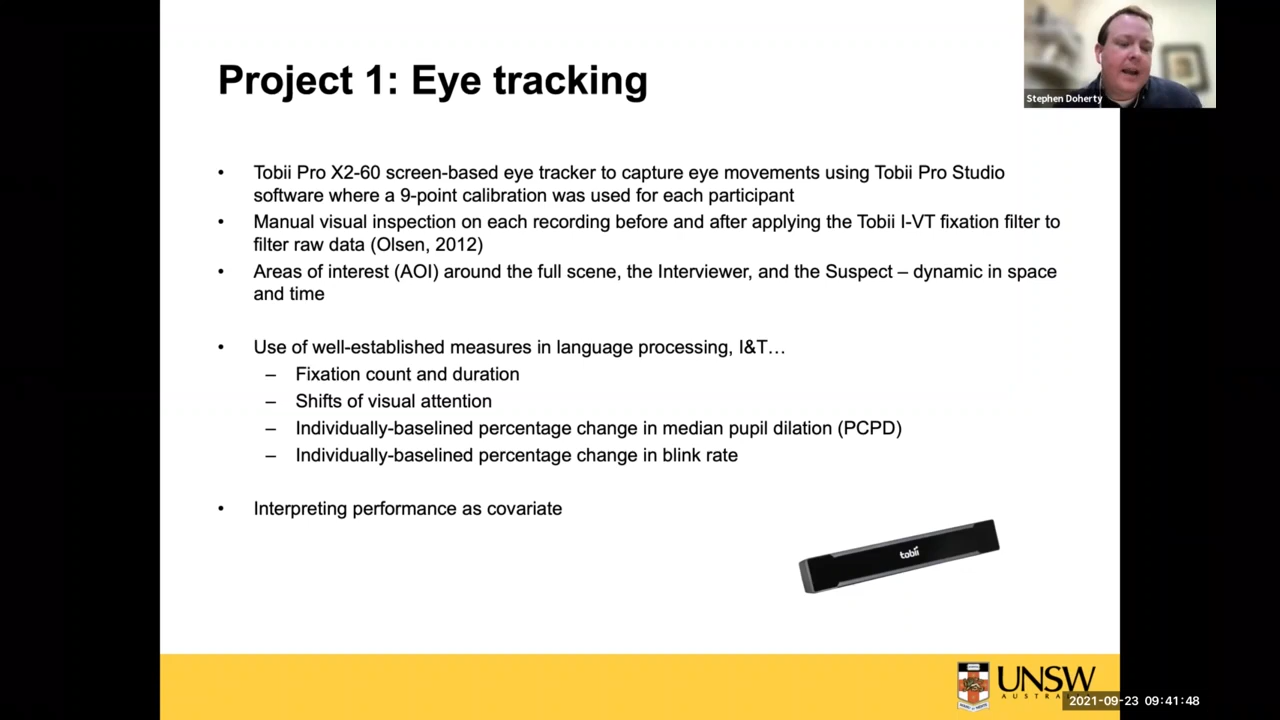 Project 1: Eye tracking
Stephen Doherty
• Tobii Pro X2-60 screen-based eye tracker to capture eye movements using Tobii Pro Studio
software where a 9-point calibration was used for each participant
• Manual visual inspection on each recording before and after applying the Tobii I-VT fixation filter to
filter raw data (Olsen, 2012)
• Areas of interest (AOI) around the full scene, the Interviewer, and the Suspect – dynamic in space
and time
• Use of well-established measures in language processing, I&T…
– Fixation count and duration
– Shifts of visual attention
– Individually-baselined percentage change in median pupil dilation (PCPD)
– Individually-baselined percentage change in blink rate
• Interpreting performance as covariate
tobii
UNSW
2021-09-23 09:41:48